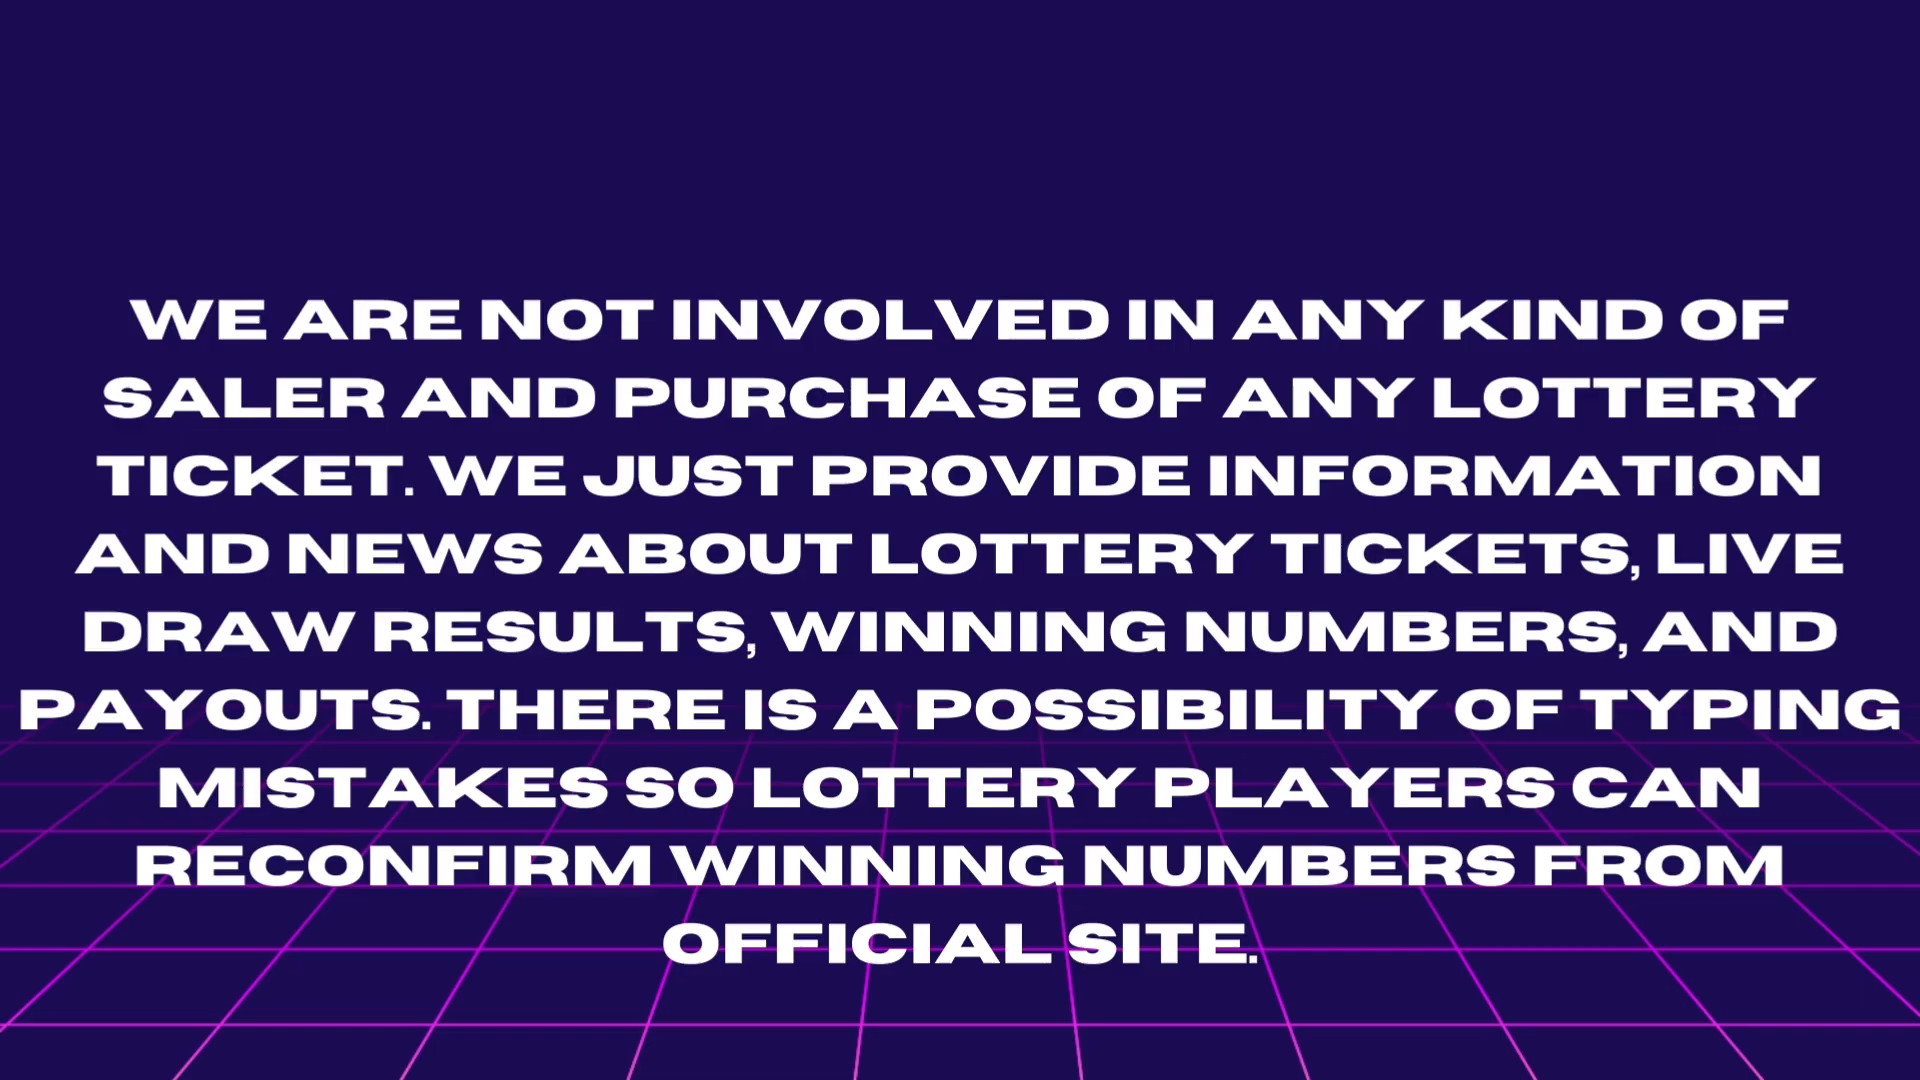 WE ARE NOT INVOLVED IN ANY KIND OF
SALER AND PURCHASE OF ANY LOTTERY
TICKET. WE JUST PROVIDE INFORMATION
AND NEWS ABOUT LOTTERY TICKETS, LIVE
DRAW RESULTS, WINNING NUMBERS, AND
PAYOUTS. THERE IS A POSSIBILITY OF TYPING
MISTAKES SO LOTTERY PLAYERS CAN
RECONFIRM WINNING NUMBERS FROM
OFFICIAL SITE.